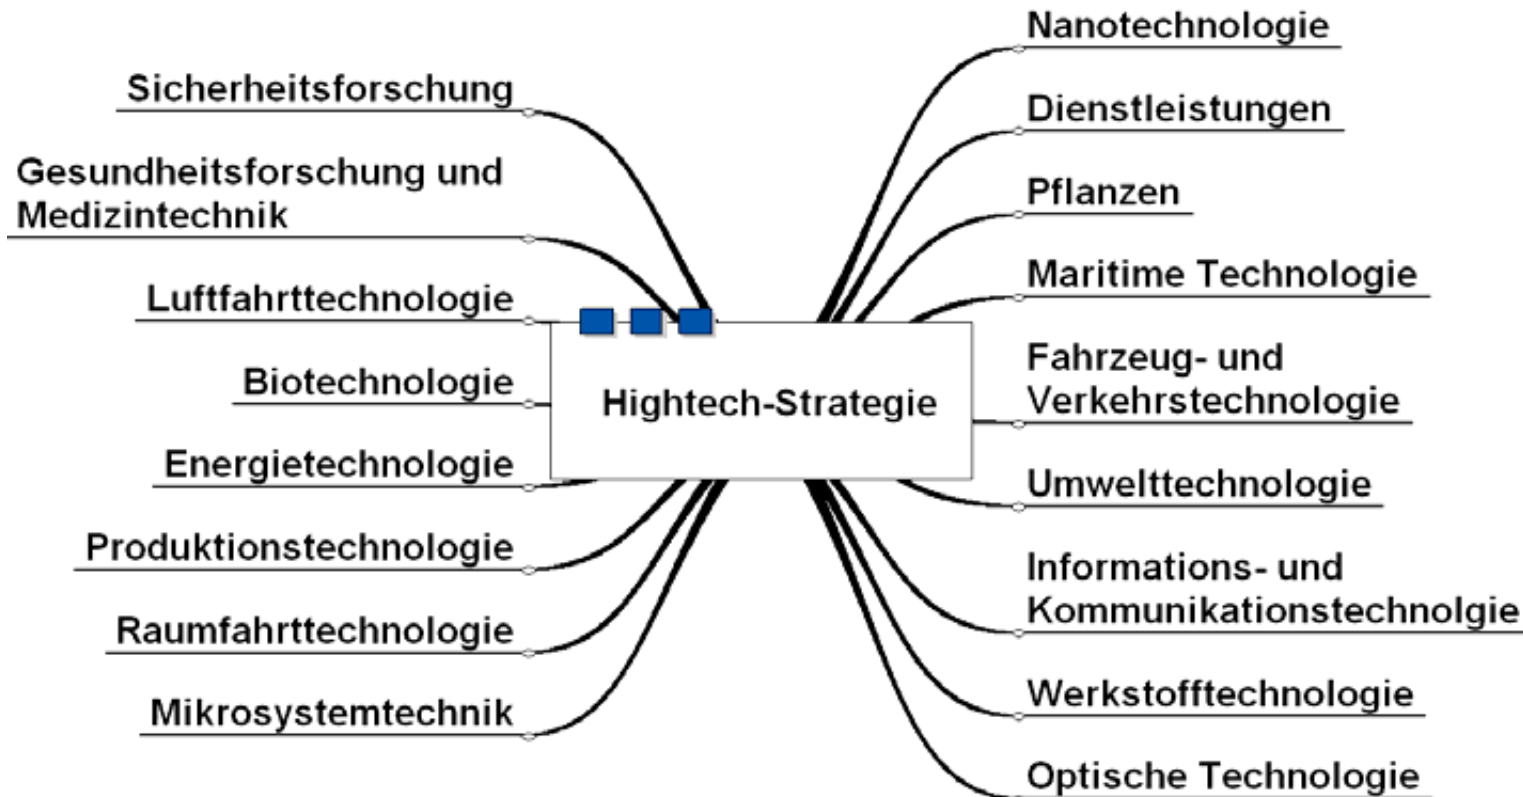 Sicherheitsforschung
Gesundheitsforschung und
Medizintechnik
Luftfahrttechnologie
Biotechnologie
Energietechnologie
Produktionstechnologie
Raumfahrttechnologie
Mikrosystemtechnik
Hightech-Strategie
Nanotechnologie
Dienstleistungen
Pflanzen
Maritime Technologie
Fahrzeug- und
Verkehrstechnologie
Umwelttechnologie
Informations- und
Kommunikationstechnolgie
Werkstofftechnologie
Optische Technologie